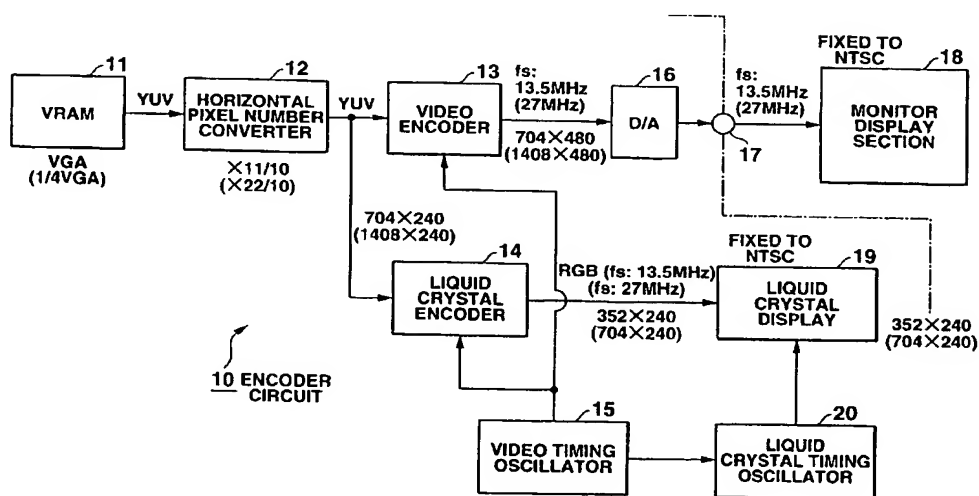 11
VRAM
VGA
(1/4VGA)
YUV
12
HORIZONTAL
PIXEL NUMBER
CONVERTER
×11/10
(×22/10)
YUV
13
VIDEO
ENCODER
fs:
13.5MHz
(27MHz)
704×480
(1408×480)
16
D/A
17
fs:
13.5MHz
(27MHz)
FIXED TO
NTSC
18
MONITOR
DISPLAY
SECTION
704×240
(1408×240)
14
LIQUID
CRYSTAL
ENCODER
RGB (fs: 13.5MHz)
(fs: 27MHz)
352×240
(704×240)
FIXED TO
NTSC
19
LIQUID
CRYSTAL
DISPLAY
352×240
(704×240)
10 ENCODER
CIRCUIT
15
VIDEO TIMING
OSCILLATOR
20
LIQUID
CRYSTAL TIMING
OSCILLATOR